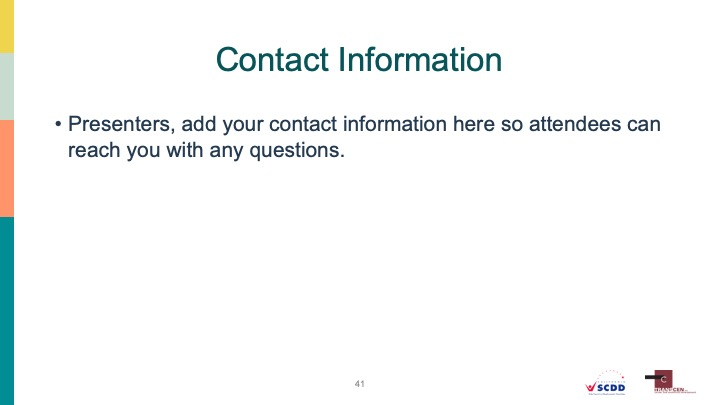 Contact Information
• Presenters, add your contact information here so attendees can
reach you with any questions.
41
SCDD
C